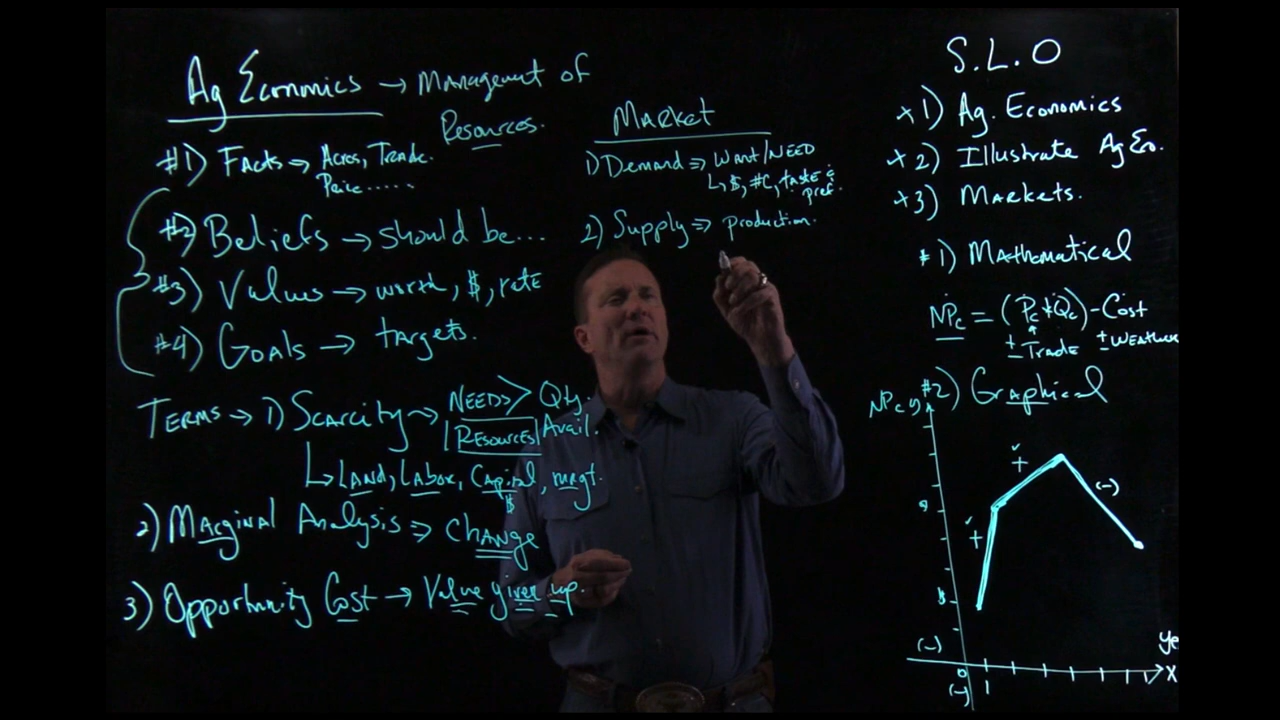 Ag Economics → Management of
Resources.
#1) Facts → Acres, Trade.
Price.....
#2) Beliefs → should be...
#3) Values → worth, $, rate
#4) Goals → targets.
Terms → 1) Scarcity → Needs > Qty.
Resources Avail.
↳ Land, Labor, Capital, mngt.
$
2) Marginal Analysis ⇒ Change
3) Opportunity Cost → Value given up.
Market
1) Demand ⇒ Want/NEED
L, $, #C, taste &
pref.
2) Supply ⇒ production.
S.L.O
*1) Ag. Economics
*2) Illustrate Ag Eco.
*3) Markets.
#1) Mathematical
NPc = (Pc * Qc) - Cost
± Trade ± Weather
#2) Graphical
NPc y
+
+
(-)
$
(-)
0
(-)
1
X